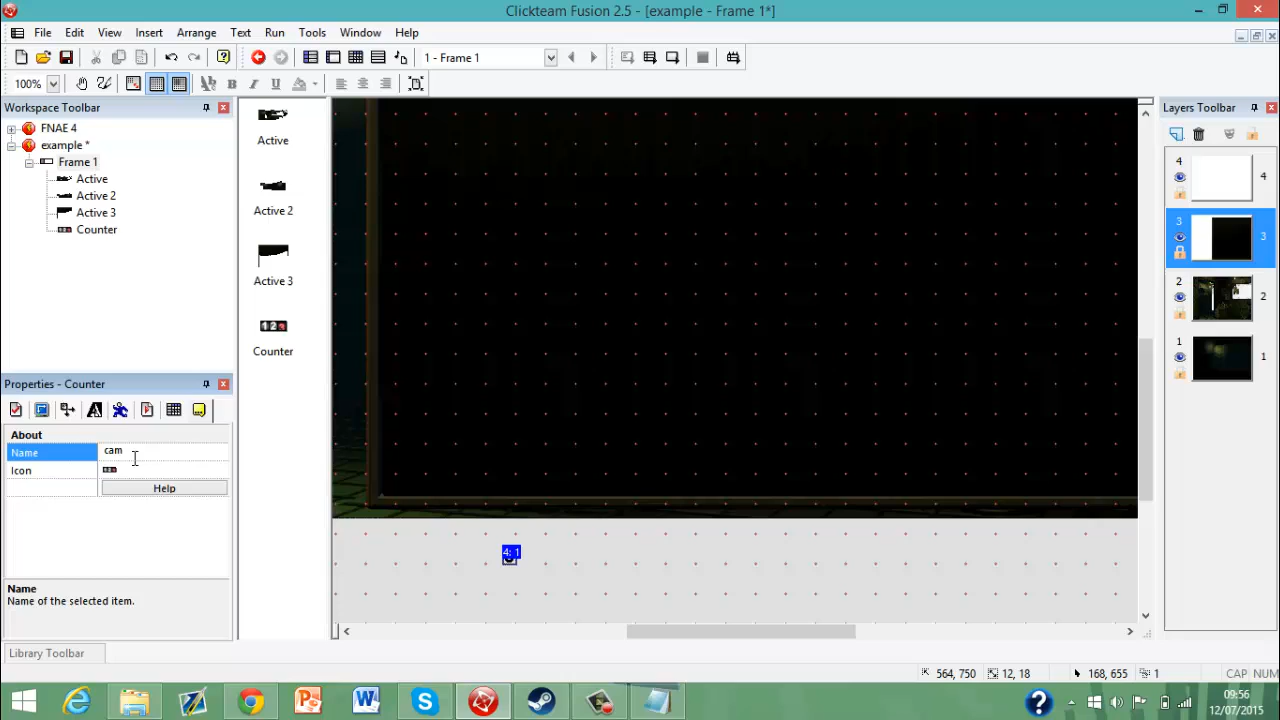 Clickteam Fusion 2.5 - [example - Frame 1*]
File Edit View Insert Arrange Text Run Tools Window Help
1 - Frame 1
100%
Workspace Toolbar
FNAE 4
example *
Frame 1
Active
Active 2
Active 3
Counter
Active
Active 2
Active 3
Counter
Properties - Counter
About
Name cam
Icon
Help
Name
Name of the selected item.
Library Toolbar
4: 1
Layers Toolbar
4 4
3 3
2 2
1 1
564, 750 12, 18 168, 655 1 CAP NUM
09:56
12/07/2015